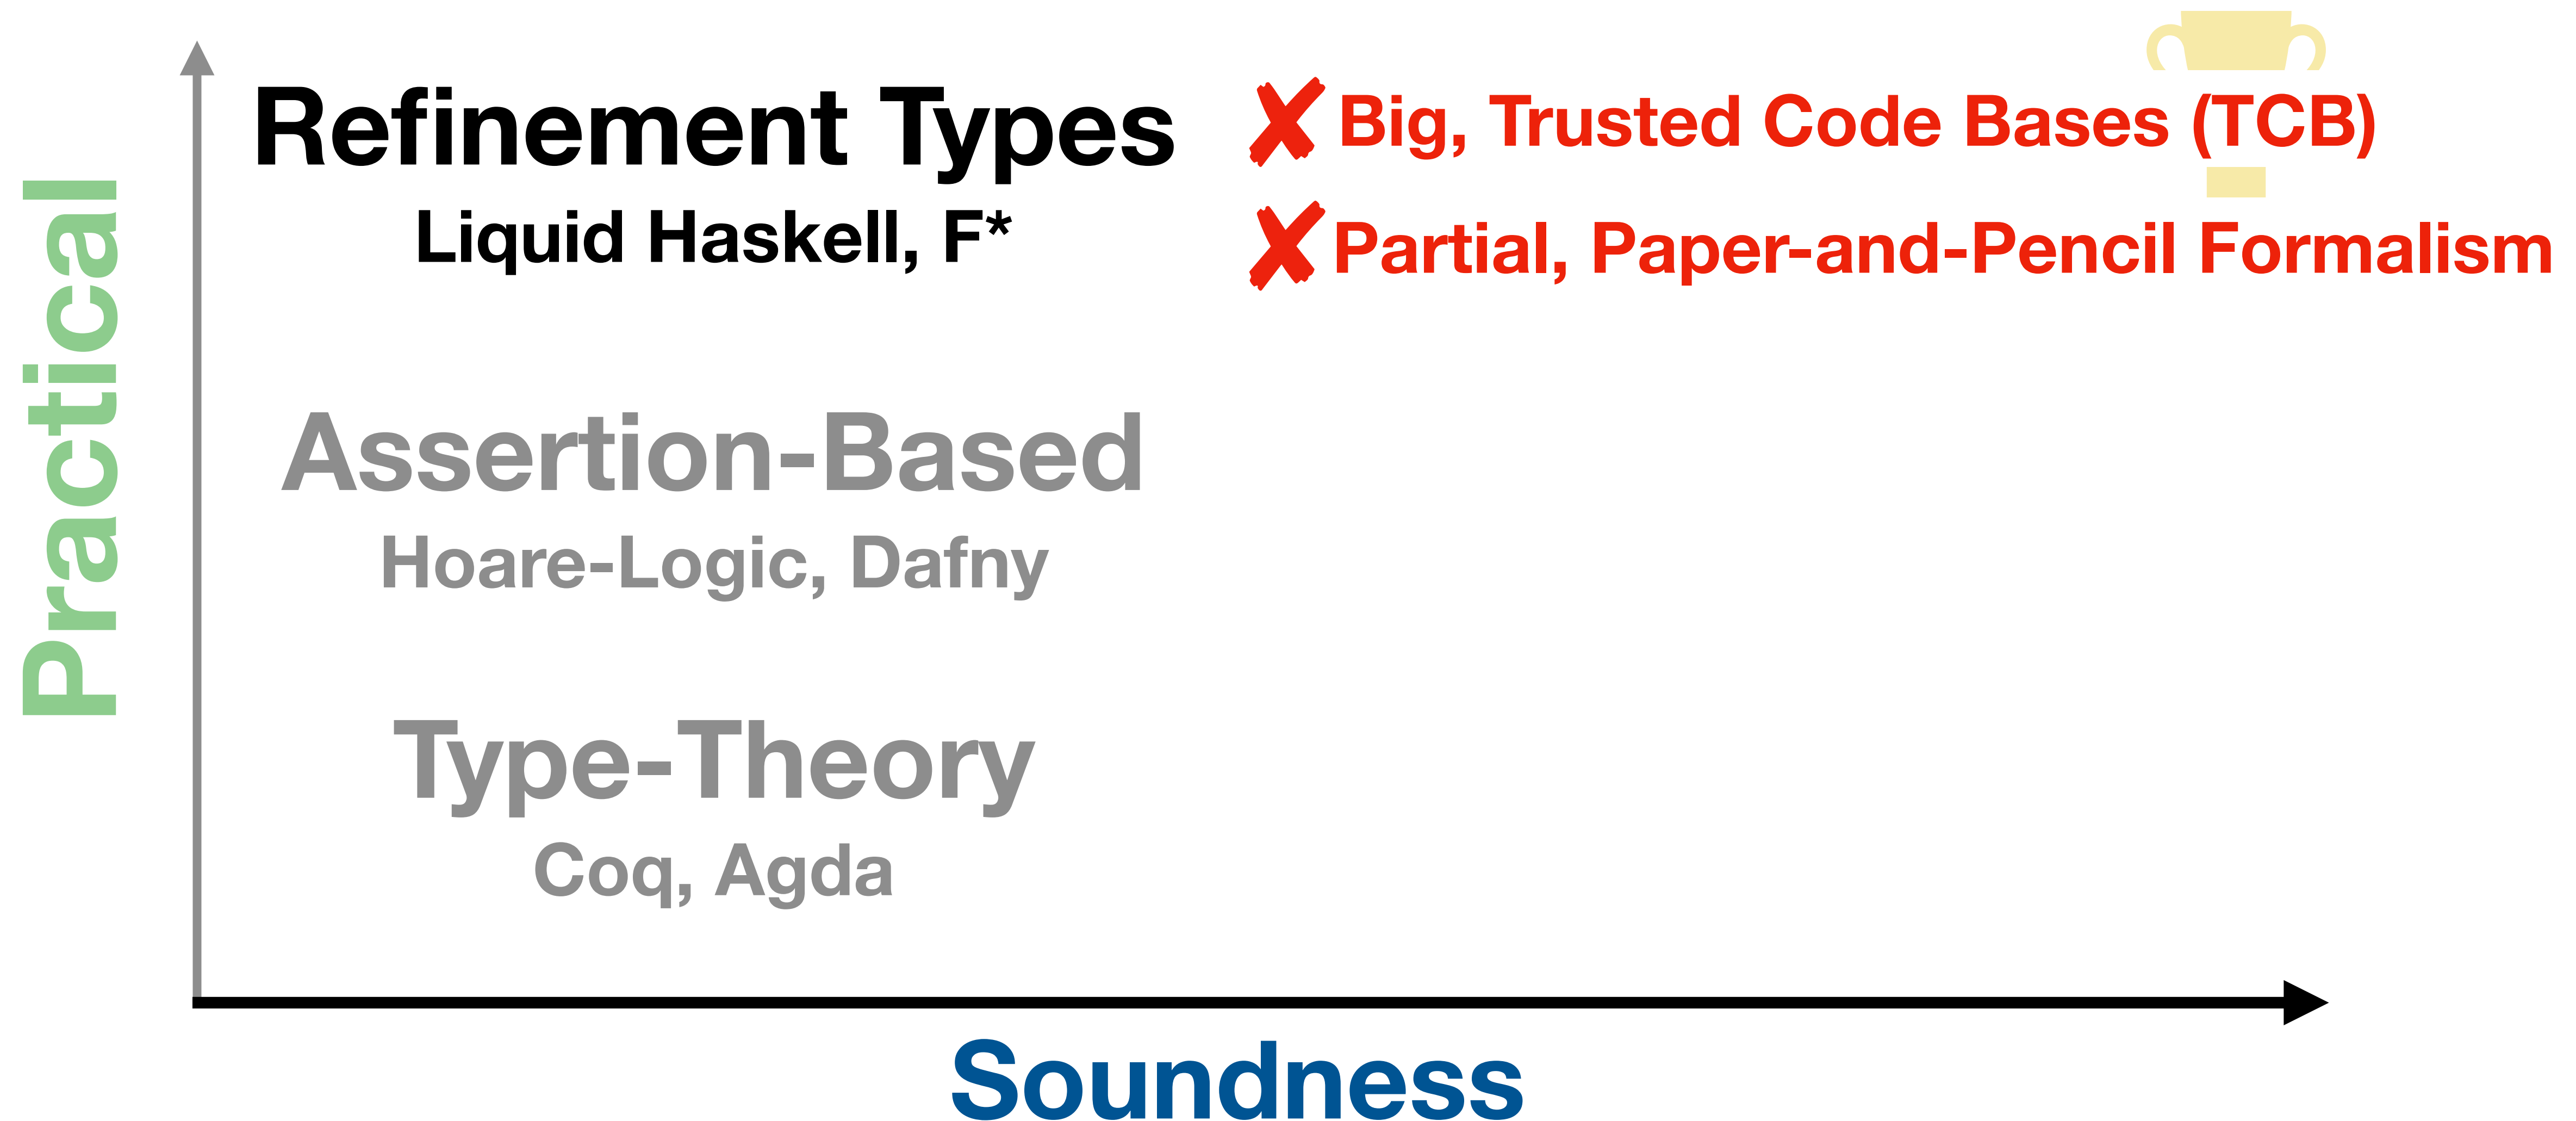 Practical
Refinement Types
Liquid Haskell, F*
✘ Big, Trusted Code Bases (TCB)
✘ Partial, Paper-and-Pencil Formalism
Assertion-Based
Hoare-Logic, Dafny
Type-Theory
Coq, Agda
Soundness